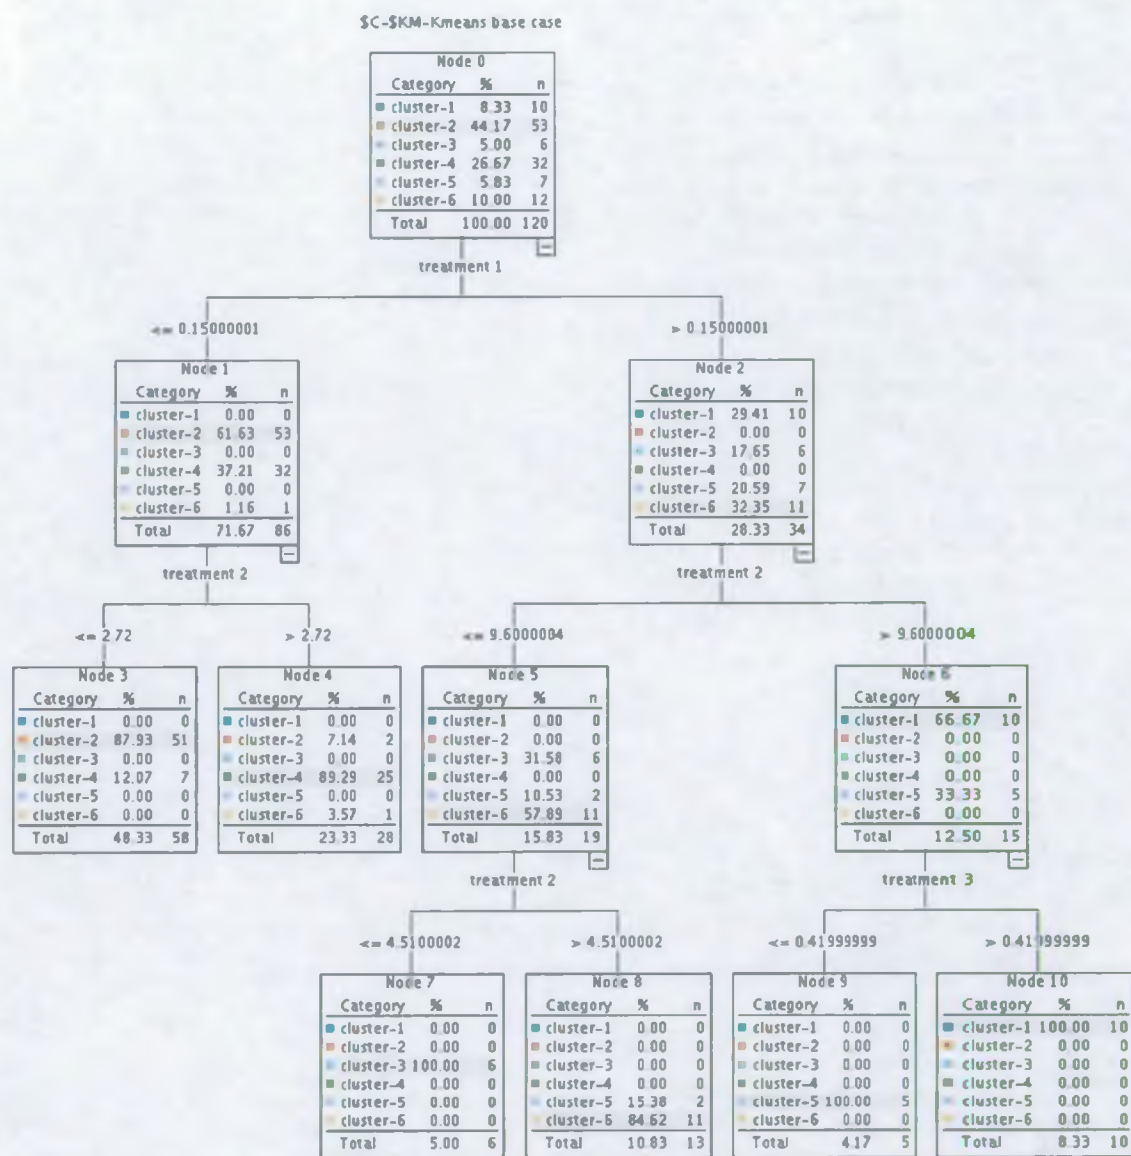 $C-$KM-Kmeans base case
Node 0
Category % n
cluster-1 8.33 10
cluster-2 44.17 53
cluster-3 5.00 6
cluster-4 26.67 32
cluster-5 5.83 7
cluster-6 10.00 12
Total 100.00 120
treatment 1
<= 0.15000001
> 0.15000001
Node 1
Category % n
cluster-1 0.00 0
cluster-2 61.63 53
cluster-3 0.00 0
cluster-4 37.21 32
cluster-5 0.00 0
cluster-6 1.16 1
Total 71.67 86
Node 2
Category % n
cluster-1 29.41 10
cluster-2 0.00 0
cluster-3 17.65 6
cluster-4 0.00 0
cluster-5 20.59 7
cluster-6 32.35 11
Total 28.33 34
treatment 2
treatment 2
<= 2.72
> 2.72
<= 9.6000004
> 9.6000004
Node 3
Category % n
cluster-1 0.00 0
cluster-2 87.93 51
cluster-3 0.00 0
cluster-4 12.07 7
cluster-5 0.00 0
cluster-6 0.00 0
Total 48.33 58
Node 4
Category % n
cluster-1 0.00 0
cluster-2 7.14 2
cluster-3 0.00 0
cluster-4 89.29 25
cluster-5 0.00 0
cluster-6 3.57 1
Total 23.33 28
Node 5
Category % n
cluster-1 0.00 0
cluster-2 0.00 0
cluster-3 31.58 6
cluster-4 0.00 0
cluster-5 10.53 2
cluster-6 57.89 11
Total 15.83 19
Node 6
Category % n
cluster-1 66.67 10
cluster-2 0.00 0
cluster-3 0.00 0
cluster-4 0.00 0
cluster-5 33.33 5
cluster-6 0.00 0
Total 12.50 15
treatment 2
treatment 3
<= 4.5100002
> 4.5100002
<= 0.41999999
> 0.41999999
Node 7
Category % n
cluster-1 0.00 0
cluster-2 0.00 0
cluster-3 100.00 6
cluster-4 0.00 0
cluster-5 0.00 0
cluster-6 0.00 0
Total 5.00 6
Node 8
Category % n
cluster-1 0.00 0
cluster-2 0.00 0
cluster-3 0.00 0
cluster-4 0.00 0
cluster-5 15.38 2
cluster-6 84.62 11
Total 10.83 13
Node 9
Category % n
cluster-1 0.00 0
cluster-2 0.00 0
cluster-3 0.00 0
cluster-4 0.00 0
cluster-5 100.00 5
cluster-6 0.00 0
Total 4.17 5
Node 10
Category % n
cluster-1 100.00 10
cluster-2 0.00 0
cluster-3 0.00 0
cluster-4 0.00 0
cluster-5 0.00 0
cluster-6 0.00 0
Total 8.33 10